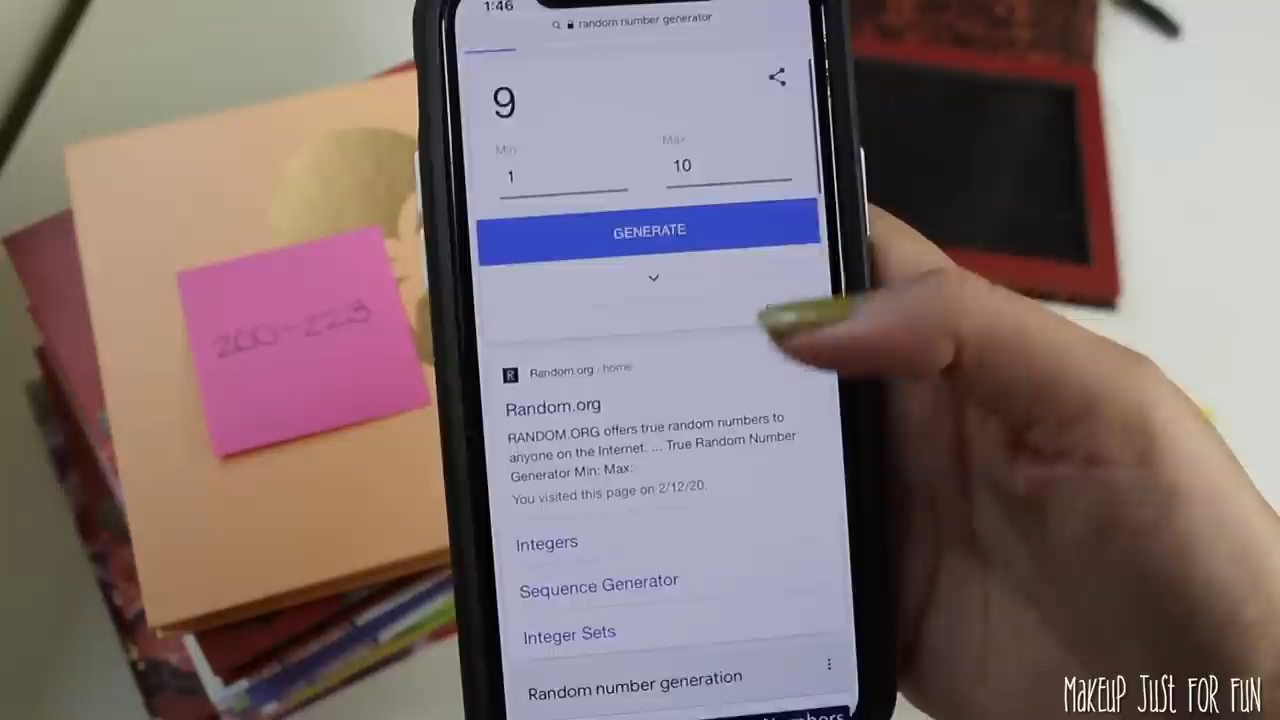 1:46
random number generator
9
Min
Max
1
10
GENERATE
200-223
Random.org › home
Random.org
RANDOM.ORG offers true random numbers to
anyone on the Internet. ... True Random Number
Generator Min: Max:
You visited this page on 2/12/20.
Integers
Sequence Generator
Integer Sets
Random number generation
Numbers
MAKEUP JUST FOR FUN